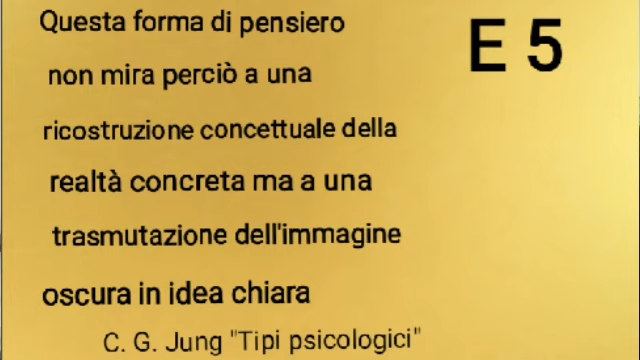 Questa forma di pensiero
non mira perciò a una
ricostruzione concettuale della
realtà concreta ma a una
trasmutazione dell'immagine
oscura in idea chiara
C. G. Jung "Tipi psicologici"
E 5